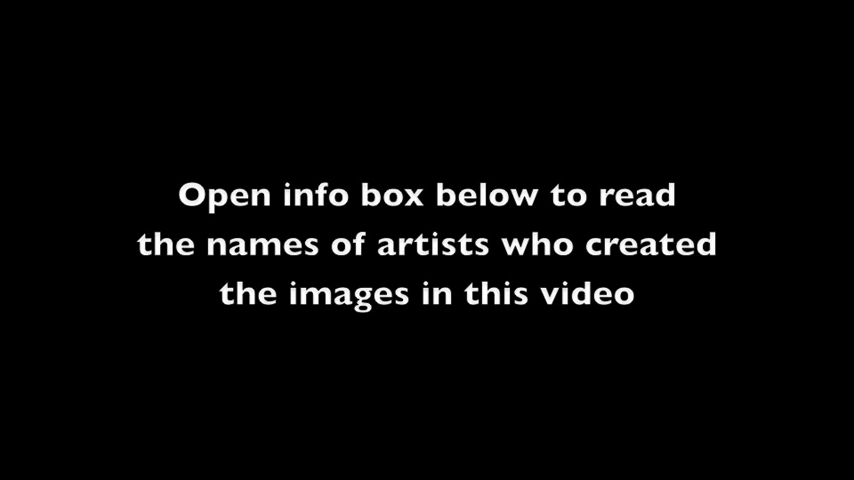 Open info box below to read
the names of artists who created
the images in this video